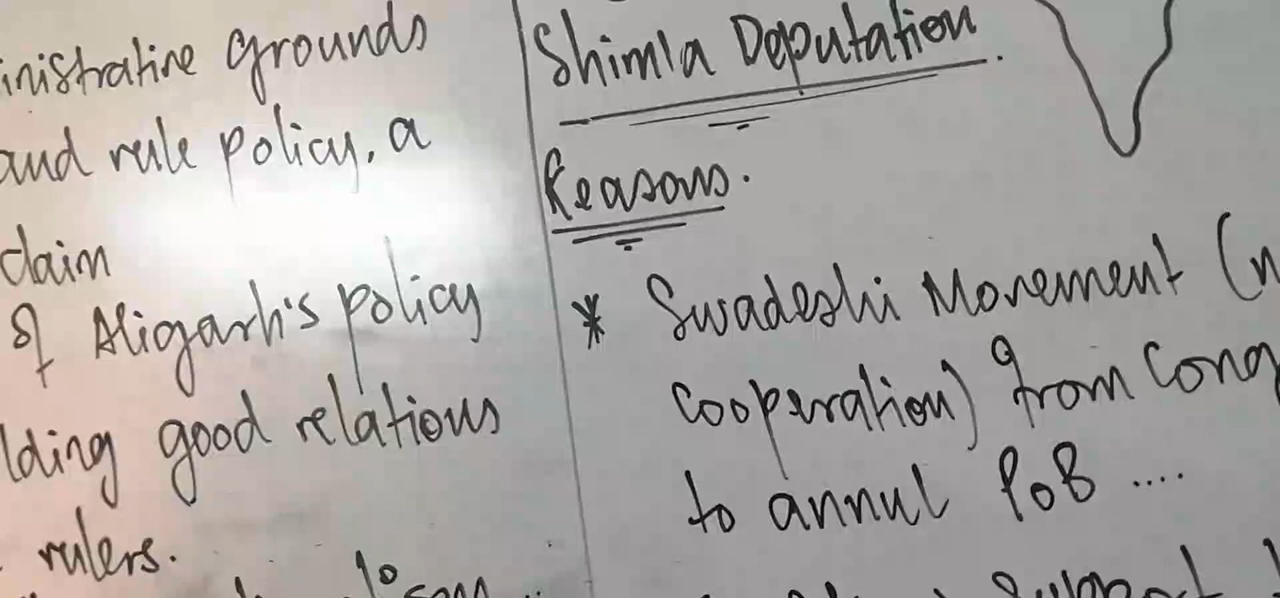 inistrative grounds
and rule policy, a
claim
of Aligarh's policy
lding good relations
rulers.
Shimla Deputation.
Reasons.
* Swadeshi Movement (n
cooperation) from Cong
to annul PoB ....
support